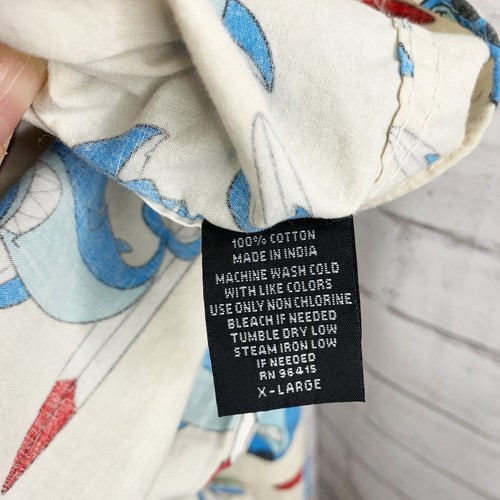 100% COTTON
MADE IN INDIA
MACHINE WASH COLD
WITH LIKE COLORS
USE ONLY NON CHLORINE
BLEACH IF NEEDED
TUMBLE DRY LOW
STEAM IRON LOW
IF NEEDED
RN 96415
X-LARGE